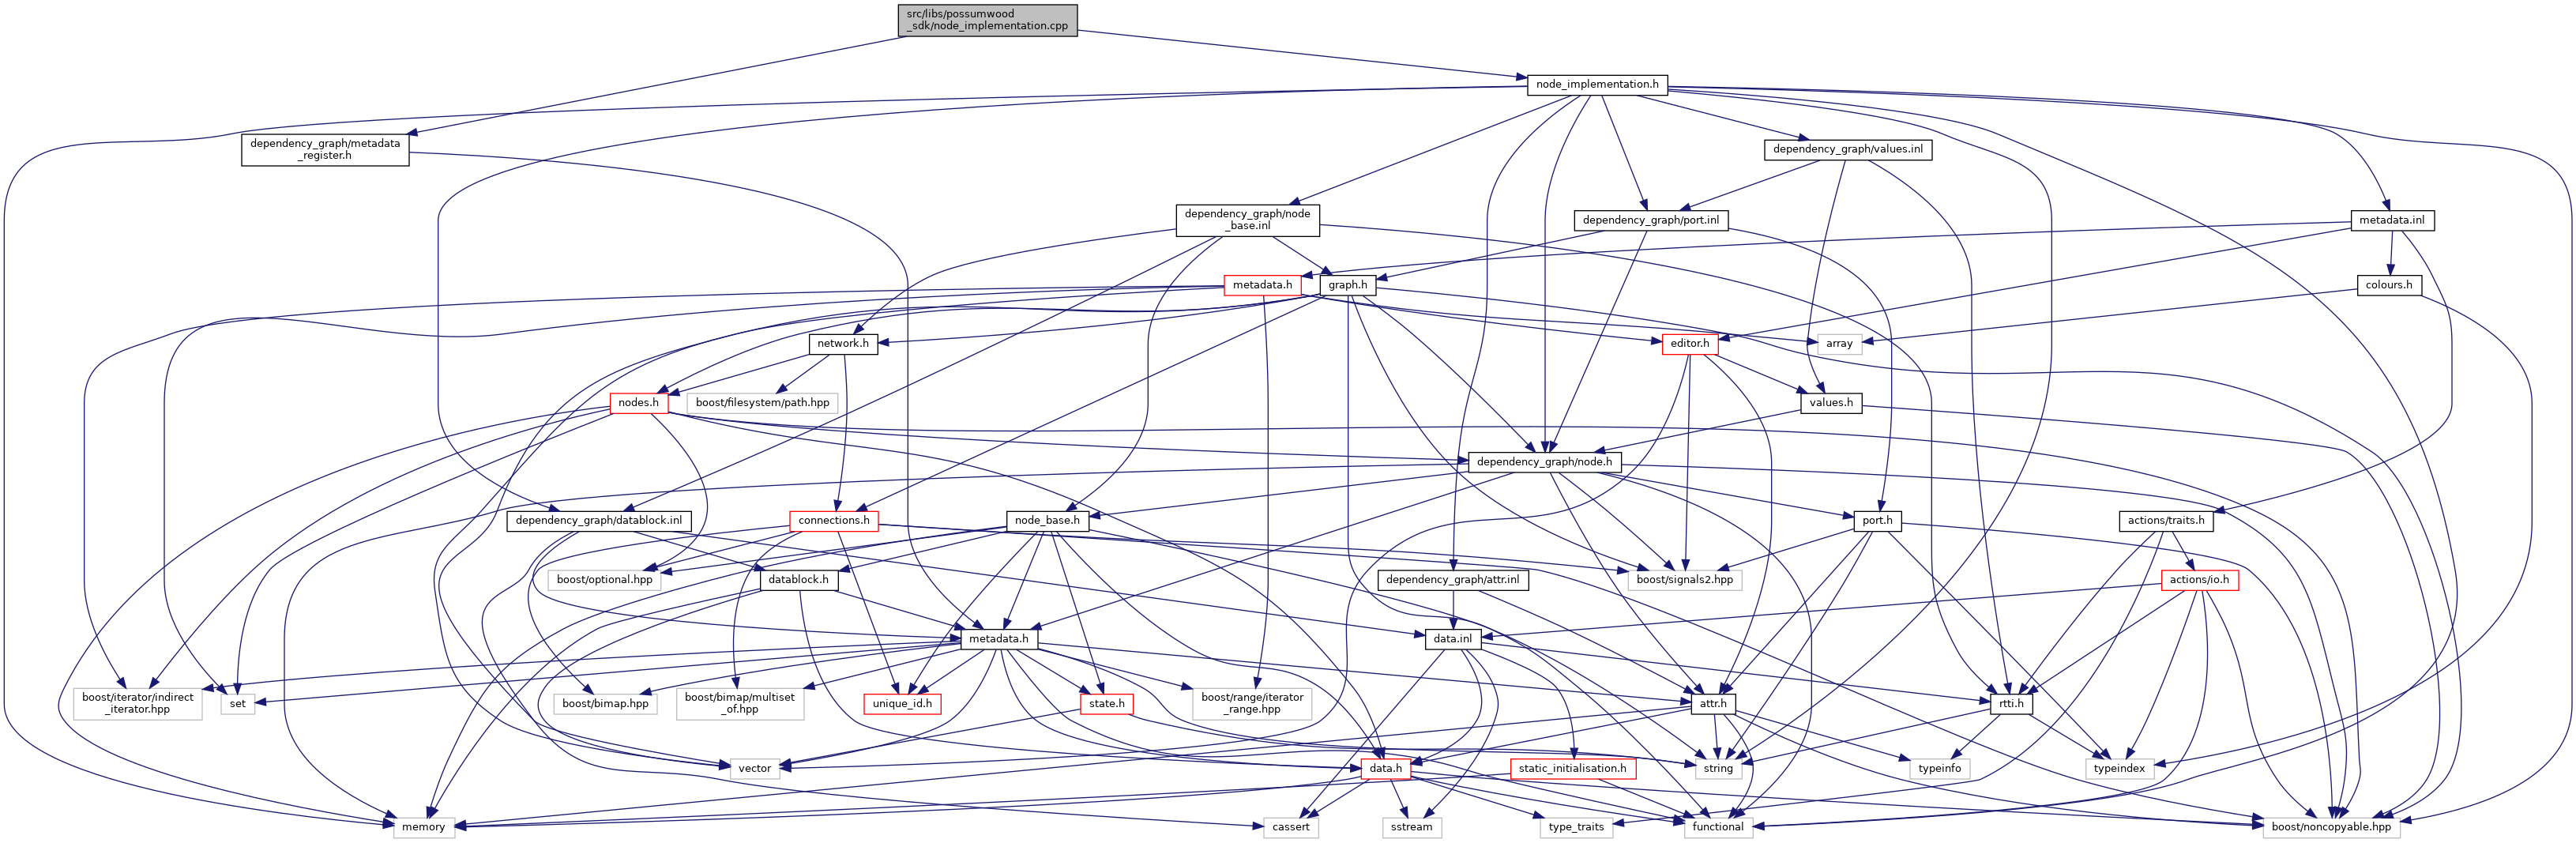 src/libs/possumwood
_sdk/node_implementation.cpp
node_implementation.h
dependency_graph/metadata
_register.h
dependency_graph/values.inl
dependency_graph/node
_base.inl
dependency_graph/port.inl
metadata.inl
metadata.h
graph.h
colours.h
network.h
editor.h
array
nodes.h
boost/filesystem/path.hpp
values.h
dependency_graph/node.h
dependency_graph/datablock.inl
connections.h
node_base.h
port.h
actions/traits.h
boost/optional.hpp
datablock.h
dependency_graph/attr.inl
boost/signals2.hpp
actions/io.h
metadata.h
data.inl
boost/iterator/indirect
_iterator.hpp
set
boost/bimap.hpp
boost/bimap/multiset
_of.hpp
unique_id.h
state.h
boost/range/iterator
_range.hpp
attr.h
rtti.h
vector
data.h
static_initialisation.h
string
typeinfo
typeindex
memory
cassert
sstream
type_traits
functional
boost/noncopyable.hpp